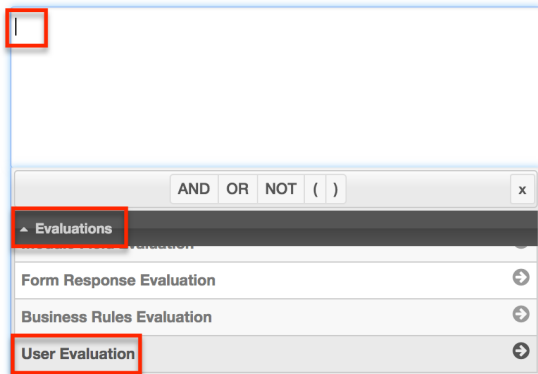 AND OR NOT ( ) x
Evaluations
Form Response Evaluation
Business Rules Evaluation
User Evaluation